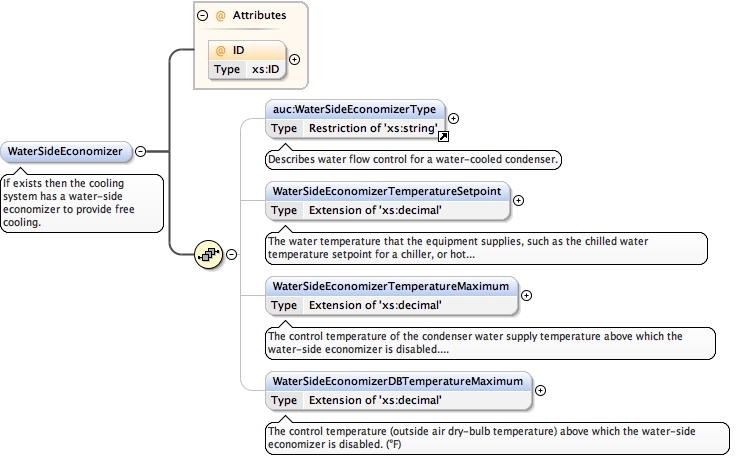 @ Attributes
@ ID
Type xs:ID
auc:WaterSideEconomizerType
Type Restriction of 'xs:string'
Describes water flow control for a water-cooled condenser.
WaterSideEconomizer
If exists then the cooling
system has a water-side
economizer to provide free
cooling.
WaterSideEconomizerTemperatureSetpoint
Type Extension of 'xs:decimal'
The water temperature that the equipment supplies, such as the chilled water
temperature setpoint for a chiller, or hot...
WaterSideEconomizerTemperatureMaximum
Type Extension of 'xs:decimal'
The control temperature of the condenser water supply temperature above which the
water-side economizer is disabled....
WaterSideEconomizerDBTemperatureMaximum
Type Extension of 'xs:decimal'
The control temperature (outside air dry-bulb temperature) above which the water-side
economizer is disabled. (°F)